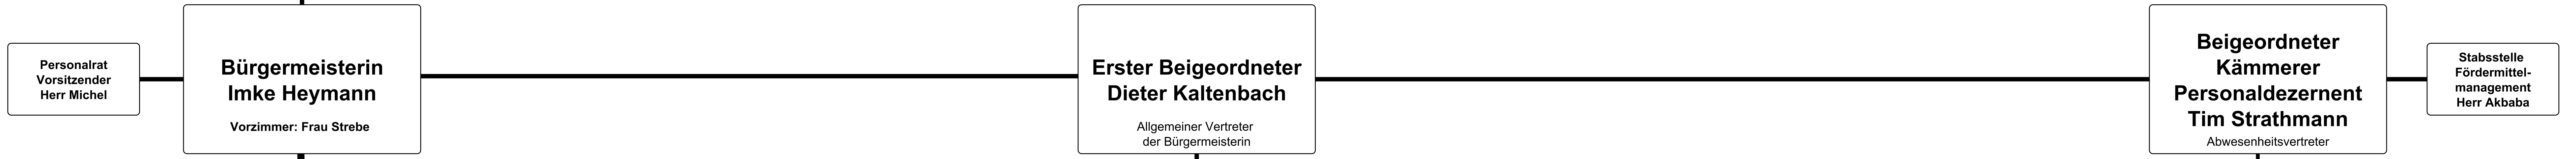 Personalrat
Vorsitzender
Herr Michel
Bürgermeisterin
Imke Heymann
Vorzimmer: Frau Strebe
Erster Beigeordneter
Dieter Kaltenbach
Allgemeiner Vertreter
der Bürgermeisterin
Beigeordneter
Kämmerer
Personaldezernent
Tim Strathmann
Abwesenheitsvertreter
Stabsstelle
Fördermittel-
management
Herr Akbaba